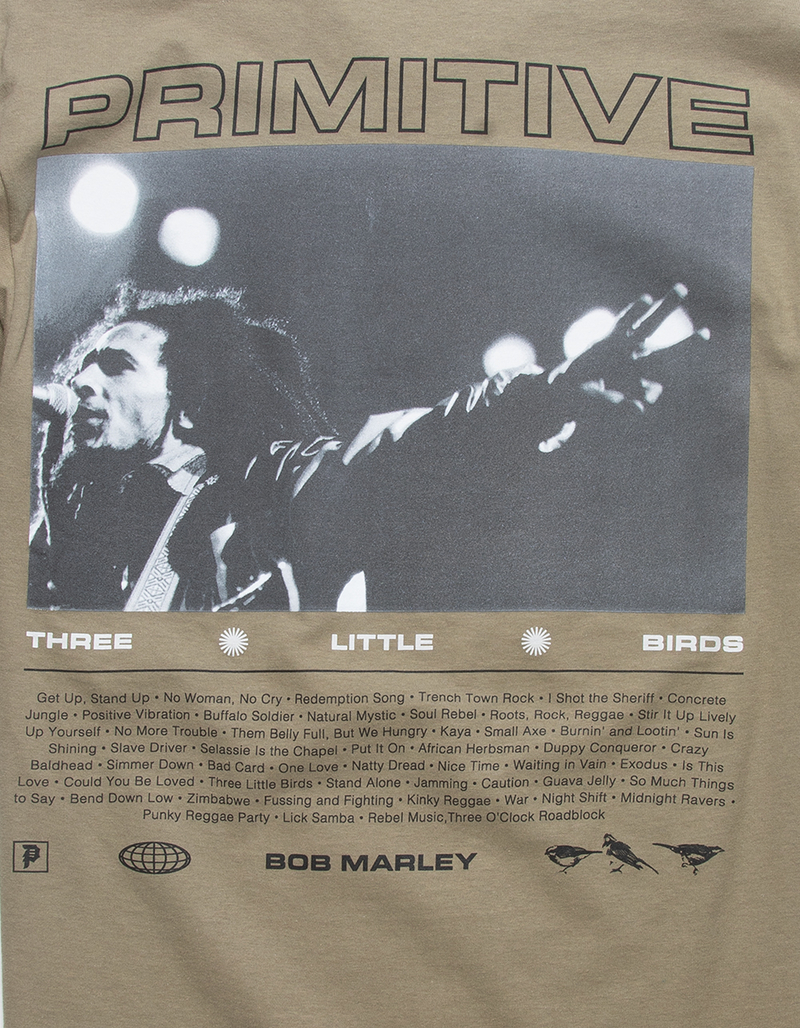 PRIMITIVE
THREE LITTLE BIRDS
Get Up, Stand Up • No Woman, No Cry • Redemption Song • Trench Town Rock • I Shot the Sheriff • Concrete
Jungle • Positive Vibration • Buffalo Soldier • Natural Mystic • Soul Rebel • Roots, Rock, Reggae • Stir It Up Lively
Up Yourself • No More Trouble • Them Belly Full, But We Hungry • Kaya • Small Axe • Burnin' and Lootin' • Sun Is
Shining • Slave Driver • Selassie Is the Chapel • Put It On • African Herbsman • Duppy Conqueror • Crazy
Baldhead • Simmer Down • Bad Card • One Love • Natty Dread • Nice Time • Waiting in Vain • Exodus • Is This
Love • Could You Be Loved • Three Little Birds • Stand Alone • Jamming • Caution • Guava Jelly • So Much Things
to Say • Bend Down Low • Zimbabwe • Fussing and Fighting • Kinky Reggae • War • Night Shift • Midnight Ravers •
Punky Reggae Party • Lick Samba • Rebel Music,Three O'Clock Roadblock
P BOB MARLEY